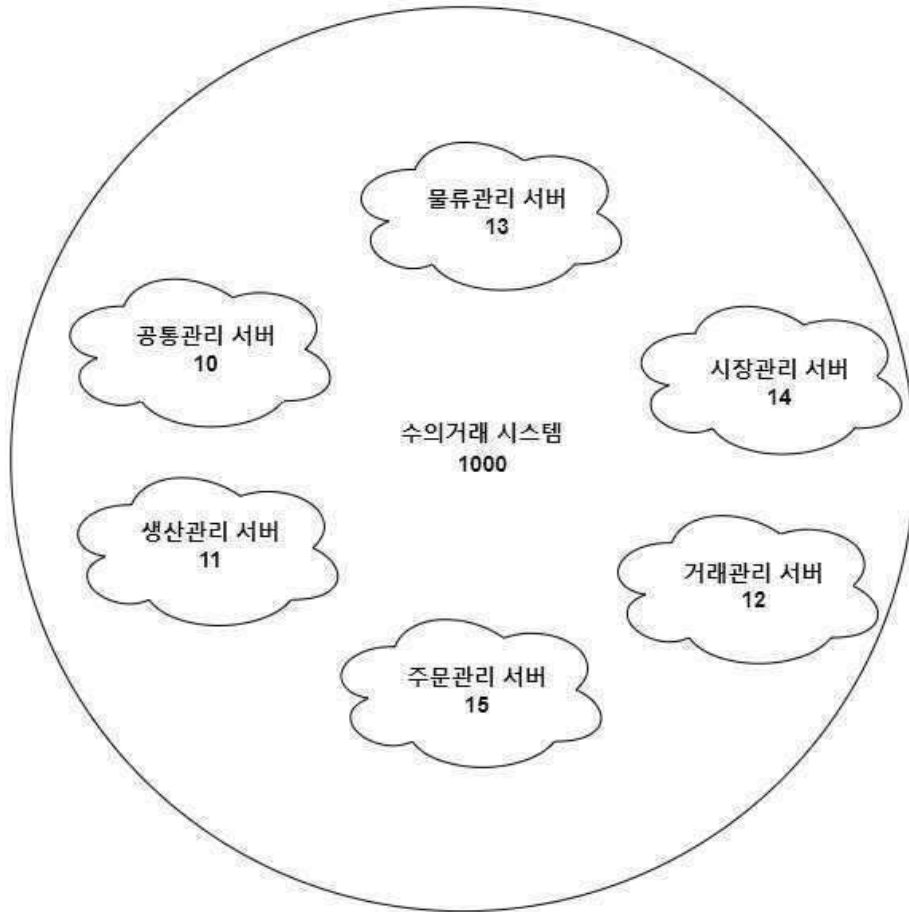 물류관리 서버
13
공통관리 서버
10
시장관리 서버
14
수의거래 시스템
1000
생산관리 서버
11
거래관리 서버
12
주문관리 서버
15